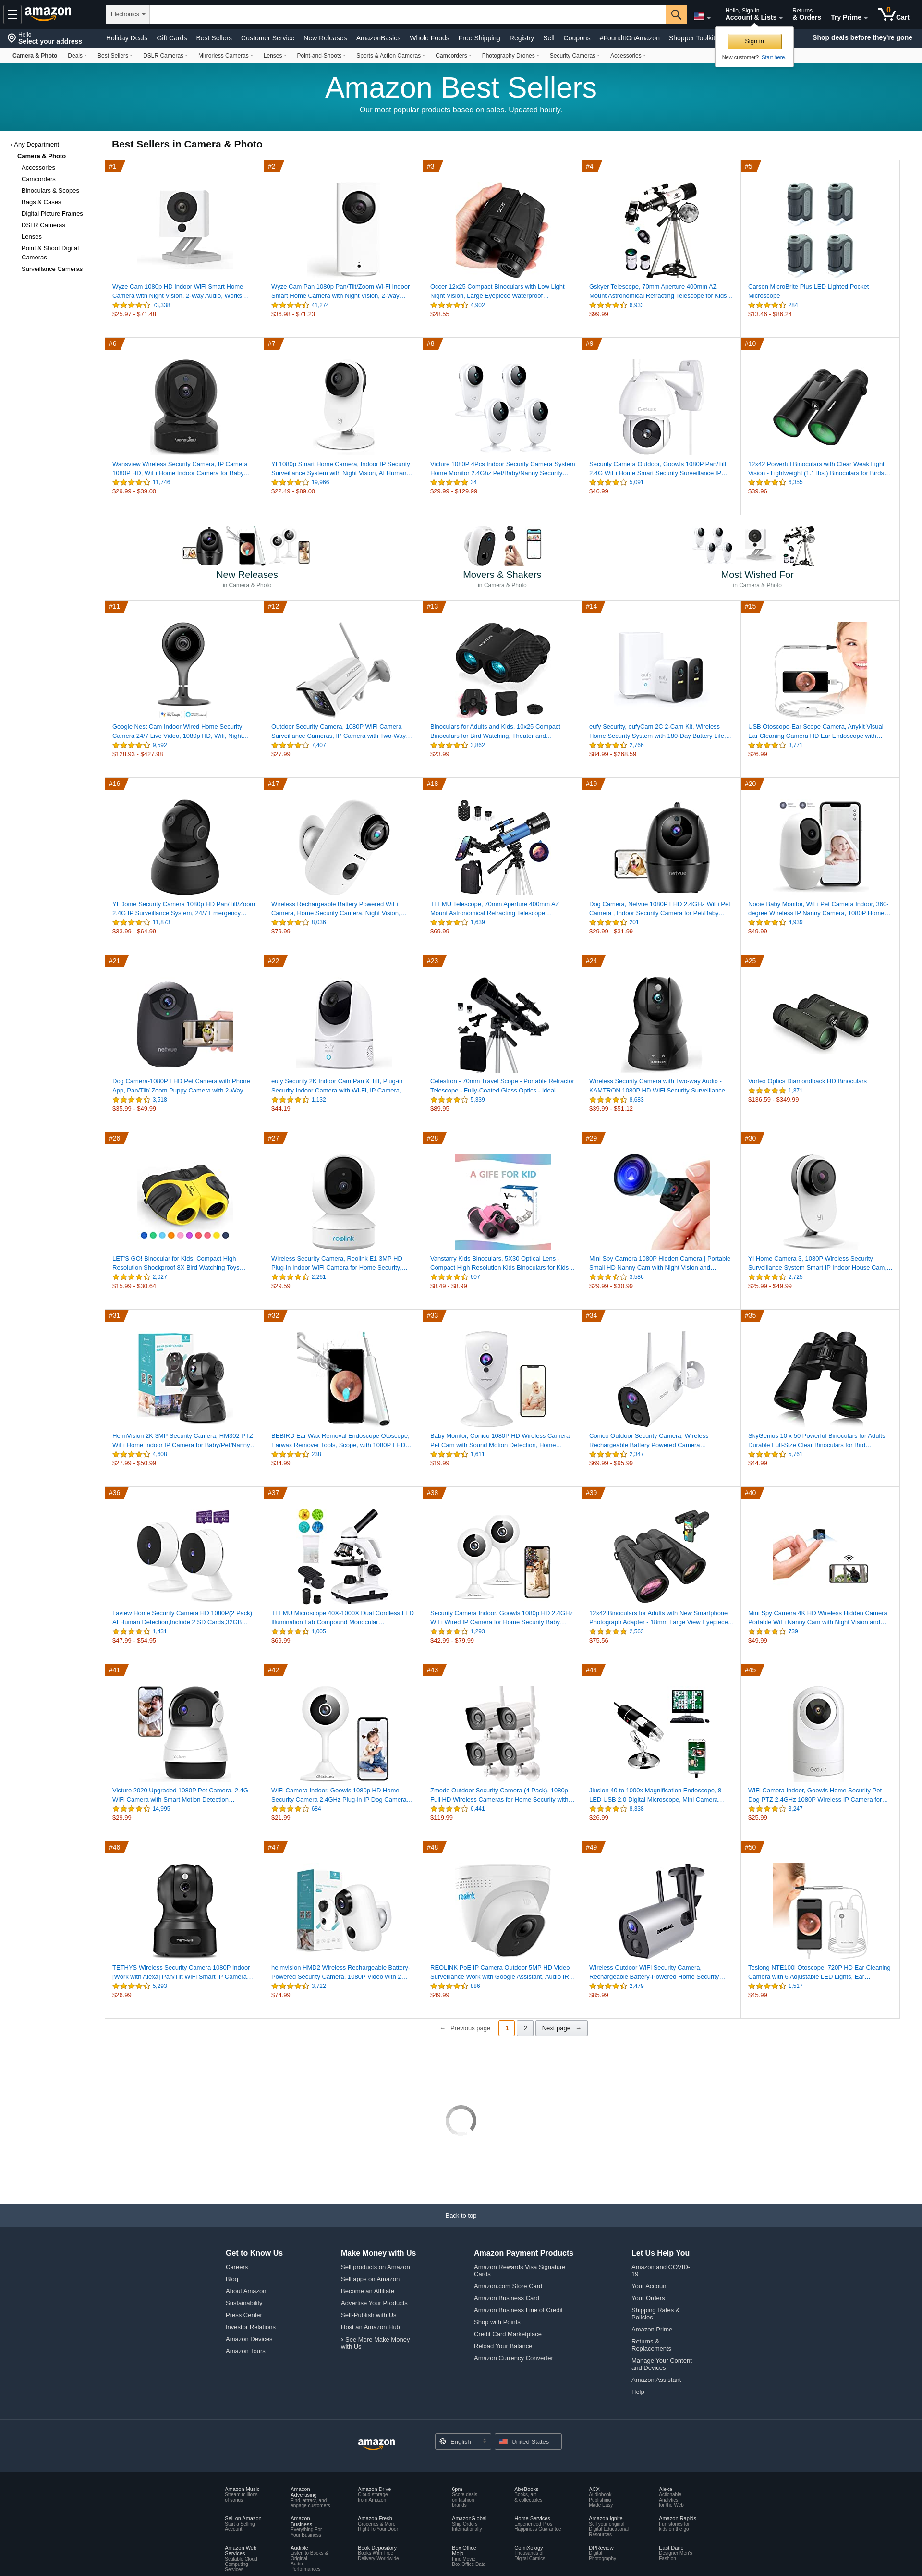 amazon
Electronics
Hello, Sign in
Account & Lists
Returns
& Orders
Try Prime
0
Cart
Hello
Select your address
Holiday Deals
Gift Cards
Best Sellers
Customer Service
New Releases
AmazonBasics
Whole Foods
Free Shipping
Registry
Sell
Coupons
#FoundItOnAmazon
Shopper Toolkit
Shop deals before they're gone
Sign in
New customer? Start here.
Camera & Photo
Deals
Best Sellers
DSLR Cameras
Mirrorless Cameras
Lenses
Point-and-Shoots
Sports & Action Cameras
Camcorders
Photography Drones
Security Cameras
Accessories
Amazon Best Sellers
Our most popular products based on sales. Updated hourly.
‹ Any Department
Camera & Photo
Accessories
Camcorders
Binoculars & Scopes
Bags & Cases
Digital Picture Frames
DSLR Cameras
Lenses
Point & Shoot Digital
Cameras
Surveillance Cameras
Best Sellers in Camera & Photo
#1
Wyze Cam 1080p HD Indoor WiFi Smart Home
Camera with Night Vision, 2-Way Audio, Works…
73,338
$25.97 - $71.48
#2
Wyze Cam Pan 1080p Pan/Tilt/Zoom Wi-Fi Indoor
Smart Home Camera with Night Vision, 2-Way…
41,274
$36.98 - $71.23
#3
Occer 12x25 Compact Binoculars with Low Light
Night Vision, Large Eyepiece Waterproof…
4,902
$28.55
#4
Gskyer Telescope, 70mm Aperture 400mm AZ
Mount Astronomical Refracting Telescope for Kids…
6,933
$99.99
#5
Carson MicroBrite Plus LED Lighted Pocket
Microscope
284
$13.46 - $86.24
#6
Wansview Wireless Security Camera, IP Camera
1080P HD, WiFi Home Indoor Camera for Baby…
11,746
$29.99 - $39.00
#7
YI 1080p Smart Home Camera, Indoor IP Security
Surveillance System with Night Vision, AI Human…
19,966
$22.49 - $89.00
#8
Victure 1080P 4Pcs Indoor Security Camera System
Home Monitor 2.4Ghz Pet/Baby/Nanny Security…
34
$29.99 - $129.99
#9
Security Camera Outdoor, Goowls 1080P Pan/Tilt
2.4G WiFi Home Smart Security Surveillance IP…
5,091
$46.99
#10
12x42 Powerful Binoculars with Clear Weak Light
Vision - Lightweight (1.1 lbs.) Binoculars for Birds…
6,355
$39.96
New Releases
in Camera & Photo
Movers & Shakers
in Camera & Photo
Most Wished For
in Camera & Photo
#11
Google Nest Cam Indoor Wired Home Security
Camera 24/7 Live Video, 1080p HD, Wifi, Night…
9,592
$128.93 - $427.98
#12
Outdoor Security Camera, 1080P WiFi Camera
Surveillance Cameras, IP Camera with Two-Way…
7,407
$27.99
#13
Binoculars for Adults and Kids, 10x25 Compact
Binoculars for Bird Watching, Theater and…
3,862
$23.99
#14
eufy Security, eufyCam 2C 2-Cam Kit, Wireless
Home Security System with 180-Day Battery Life,…
2,766
$84.99 - $268.59
#15
USB Otoscope-Ear Scope Camera, Anykit Visual
Ear Cleaning Camera HD Ear Endoscope with…
3,771
$26.99
#16
YI Dome Security Camera 1080p HD Pan/Tilt/Zoom
2.4G IP Surveillance System, 24/7 Emergency…
11,873
$33.99 - $64.99
#17
Wireless Rechargeable Battery Powered WiFi
Camera, Home Security Camera, Night Vision,…
8,036
$79.99
#18
TELMU Telescope, 70mm Aperture 400mm AZ
Mount Astronomical Refracting Telescope…
1,639
$69.99
#19
netvue
Dog Camera, Netvue 1080P FHD 2.4GHz WiFi Pet
Camera , Indoor Security Camera for Pet/Baby…
201
$29.99 - $31.99
#20
Nooie Baby Monitor, WiFi Pet Camera Indoor, 360-
degree Wireless IP Nanny Camera, 1080P Home…
4,939
$49.99
#21
netvue
Dog Camera-1080P FHD Pet Camera with Phone
App, Pan/Tilt/ Zoom Puppy Camera with 2-Way…
3,518
$35.99 - $49.99
#22
eufy
eufy Security 2K Indoor Cam Pan & Tilt, Plug-in
Security Indoor Camera with Wi-Fi, IP Camera,…
1,132
$44.19
#23
Celestron - 70mm Travel Scope - Portable Refractor
Telescope - Fully-Coated Glass Optics - Ideal…
5,339
$89.95
#24
Wireless Security Camera with Two-way Audio -
KAMTRON 1080P HD WiFi Security Surveillance…
8,683
$39.99 - $51.12
#25
Vortex Optics Diamondback HD Binoculars
1,371
$136.59 - $349.99
#26
LET'S GO! Binocular for Kids, Compact High
Resolution Shockproof 8X Bird Watching Toys…
2,027
$15.99 - $30.64
#27
reolink
Wireless Security Camera, Reolink E1 3MP HD
Plug-in Indoor WiFi Camera for Home Security,…
2,261
$29.59
#28
A GIFE FOR KID
Vanstarry Kids Binoculars, 5X30 Optical Lens -
Compact High Resolution Kids Binoculars for Kids…
607
$8.49 - $8.99
#29
Mini Spy Camera 1080P Hidden Camera | Portable
Small HD Nanny Cam with Night Vision and…
3,586
$29.99 - $30.99
#30
YI Home Camera 3, 1080P Wireless Security
Surveillance System Smart IP Indoor House Cam,…
2,725
$25.99 - $49.99
#31
HeimVision 2K 3MP Security Camera, HM302 PTZ
WiFi Home Indoor IP Camera for Baby/Pet/Nanny…
4,608
$27.99 - $50.99
#32
BEBIRD Ear Wax Removal Endoscope Otoscope,
Earwax Remover Tools, Scope, with 1080P FHD…
238
$34.99
#33
Baby Monitor, Conico 1080P HD Wireless Camera
Pet Cam with Sound Motion Detection, Home…
1,611
$19.99
#34
Conico Outdoor Security Camera, Wireless
Rechargeable Battery Powered Camera…
2,347
$69.99 - $95.99
#35
SkyGenius 10 x 50 Powerful Binoculars for Adults
Durable Full-Size Clear Binoculars for Bird…
5,761
$44.99
#36
Laview Home Security Camera HD 1080P(2 Pack)
AI Human Detection,Include 2 SD Cards,32GB…
1,431
$47.99 - $54.95
#37
TELMU Microscope 40X-1000X Dual Cordless LED
Illumination Lab Compound Monocular…
1,005
$69.99
#38
Security Camera Indoor, Goowls 1080p HD 2.4GHz
WiFi Wired IP Camera for Home Security Baby…
1,293
$42.99 - $79.99
#39
12x42 Binoculars for Adults with New Smartphone
Photograph Adapter - 18mm Large View Eyepiece…
2,563
$75.56
#40
Mini Spy Camera 4K HD Wireless Hidden Camera
Portable WiFi Nanny Cam with Night Vision and…
739
$49.99
#41
Victure 2020 Upgraded 1080P Pet Camera, 2.4G
WiFi Camera with Smart Motion Detection…
14,995
$29.99
#42
WiFi Camera Indoor, Goowls 1080p HD Home
Security Camera 2.4GHz Plug-in IP Dog Camera…
684
$21.99
#43
Zmodo Outdoor Security Camera (4 Pack), 1080p
Full HD Wireless Cameras for Home Security with…
6,441
$119.99
#44
Jiusion 40 to 1000x Magnification Endoscope, 8
LED USB 2.0 Digital Microscope, Mini Camera…
8,338
$26.99
#45
WiFi Camera Indoor, Goowls Home Security Pet
Dog PTZ 2.4GHz 1080P Wireless IP Camera for…
3,247
$25.99
#46
TETHYS
TETHYS Wireless Security Camera 1080P Indoor
[Work with Alexa] Pan/Tilt WiFi Smart IP Camera…
5,293
$26.99
#47
heimvision HMD2 Wireless Rechargeable Battery-
Powered Security Camera, 1080P Video with 2…
3,722
$74.99
#48
reolink
REOLINK PoE IP Camera Outdoor 5MP HD Video
Surveillance Work with Google Assistant, Audio IR…
866
$49.99
#49
Wireless Outdoor WiFi Security Camera,
Rechargeable Battery-Powered Home Security…
2,479
$85.99
#50
Teslong NTE100i Otoscope, 720P HD Ear Cleaning
Camera with 6 Adjustable LED Lights, Ear…
1,517
$45.99
← Previous page
1
2
Next page →
Back to top
Get to Know Us
Careers
Blog
About Amazon
Sustainability
Press Center
Investor Relations
Amazon Devices
Amazon Tours
Make Money with Us
Sell products on Amazon
Sell apps on Amazon
Become an Affiliate
Advertise Your Products
Self-Publish with Us
Host an Amazon Hub
› See More Make Money
with Us
Amazon Payment Products
Amazon Rewards Visa Signature
Cards
Amazon.com Store Card
Amazon Business Card
Amazon Business Line of Credit
Shop with Points
Credit Card Marketplace
Reload Your Balance
Amazon Currency Converter
Let Us Help You
Amazon and COVID-
19
Your Account
Your Orders
Shipping Rates &
Policies
Amazon Prime
Returns &
Replacements
Manage Your Content
and Devices
Amazon Assistant
Help
amazon
English
United States
Amazon Music
Stream millions
of songs
Amazon
Advertising
Find, attract, and
engage customers
Amazon Drive
Cloud storage
from Amazon
6pm
Score deals
on fashion
brands
AbeBooks
Books, art
& collectibles
ACX
Audiobook
Publishing
Made Easy
Alexa
Actionable
Analytics
for the Web
Sell on Amazon
Start a Selling
Account
Amazon
Business
Everything For
Your Business
Amazon Fresh
Groceries & More
Right To Your Door
AmazonGlobal
Ship Orders
Internationally
Home Services
Experienced Pros
Happiness Guarantee
Amazon Ignite
Sell your original
Digital Educational
Resources
Amazon Rapids
Fun stories for
kids on the go
Amazon Web
Services
Scalable Cloud
Computing
Services
Audible
Listen to Books &
Original
Audio
Performances
Book Depository
Books With Free
Delivery Worldwide
Box Office
Mojo
Find Movie
Box Office Data
ComiXology
Thousands of
Digital Comics
DPReview
Digital
Photography
East Dane
Designer Men's
Fashion